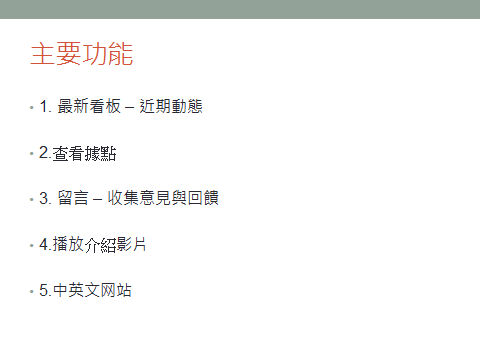 主要功能
• 1. 最新看板 – 近期動態
• 2.查看據點
• 3. 留言 – 收集意見與回饋
• 4.播放介紹影片
• 5.中英文网站